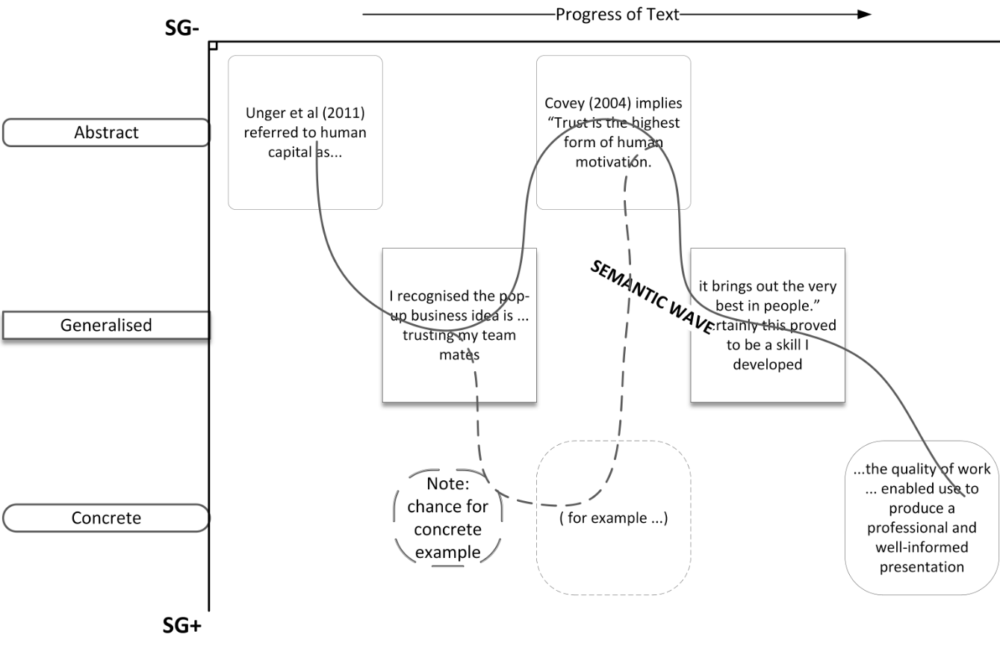 Progress of Text
SG-
Abstract
Unger et al (2011)
referred to human
capital as...
Covey (2004) implies
“Trust is the highest
form of human
motivation.
SEMANTIC WAVE
Generalised
I recognised the pop-
up business idea is ...
trusting my team
mates
it brings out the very
best in people.”
ertainly this proved
to be a skill I
developed
Concrete
Note:
chance for
concrete
example
( for example ...)
...the quality of work
... enabled use to
produce a
professional and
well-informed
presentation
SG+